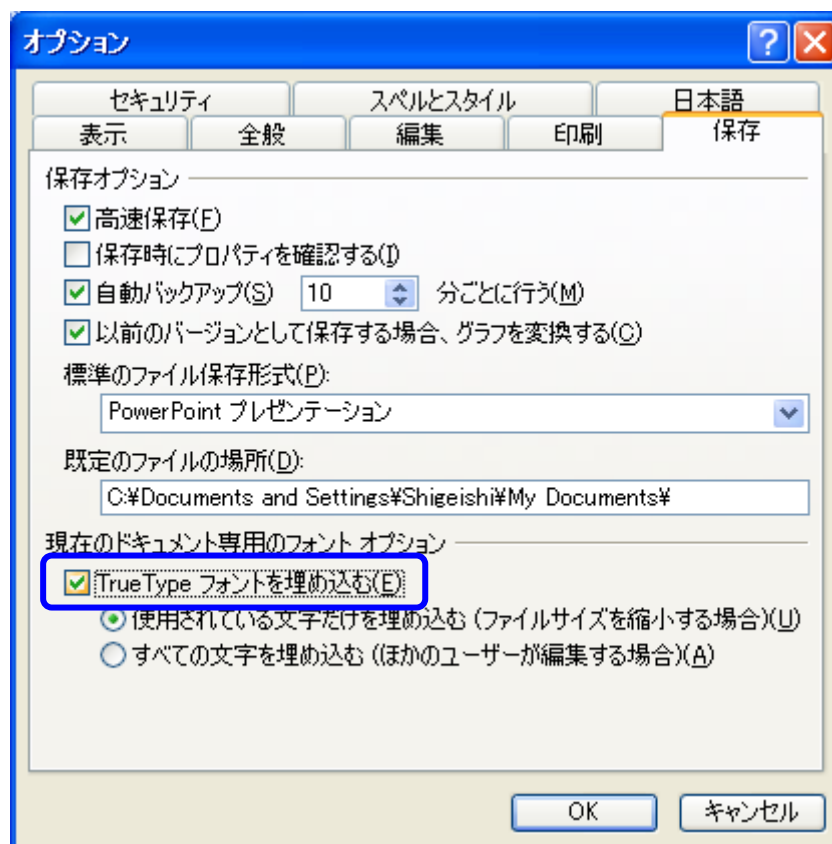 オプション
セキュリティ スペルとスタイル 日本語
表示 全般 編集 印刷 保存
保存オプション
高速保存(F)
保存時にプロパティを確認する(I)
自動バックアップ(S) 10 分ごとに行う(M)
以前のバージョンとして保存する場合、グラフを変換する(C)
標準のファイル保存形式(P):
PowerPoint プレゼンテーション
既定のファイルの場所(D):
C:¥Documents and Settings¥Shigeishi¥My Documents¥
現在のドキュメント専用のフォント オプション
TrueType フォントを埋め込む(E)
使用されている文字だけを埋め込む (ファイルサイズを縮小する場合)(U)
すべての文字を埋め込む ((ほかのユーザーが編集する場合)(A)
OK キャンセル